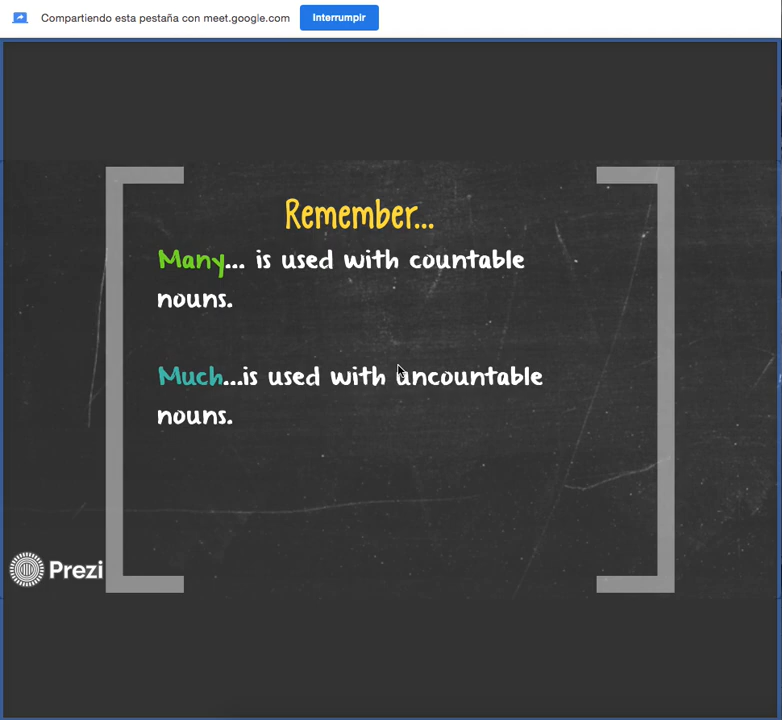 Compartiendo esta pestaña con meet.google.com
Interrumpir
Remember...
Many... is used with countable
nouns.
Much...is used with uncountable
nouns.
Prezi